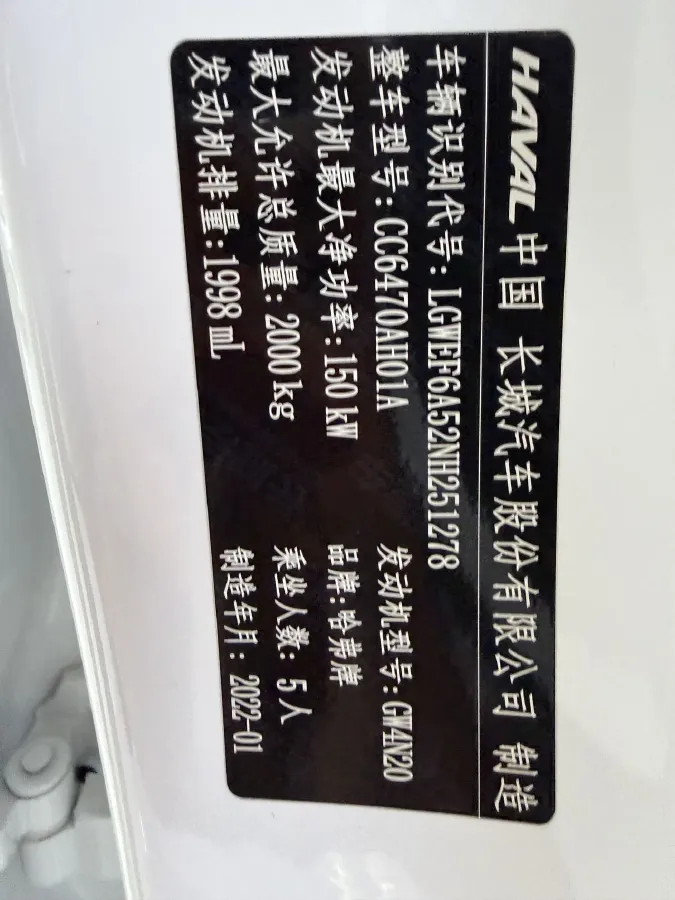 HAVAL 中国 长城汽车股份有限公司 制造
车辆识别代号:LGWEF6A52NH251278
整车型号:CC6470AH01A 发动机型号:GW4N20
发动机最大净功率:150 kW 品牌:哈弗牌
最大允许总质量:2000 kg 乘坐人数:5人
发动机排量:1998 mL 制造年月:2022-01